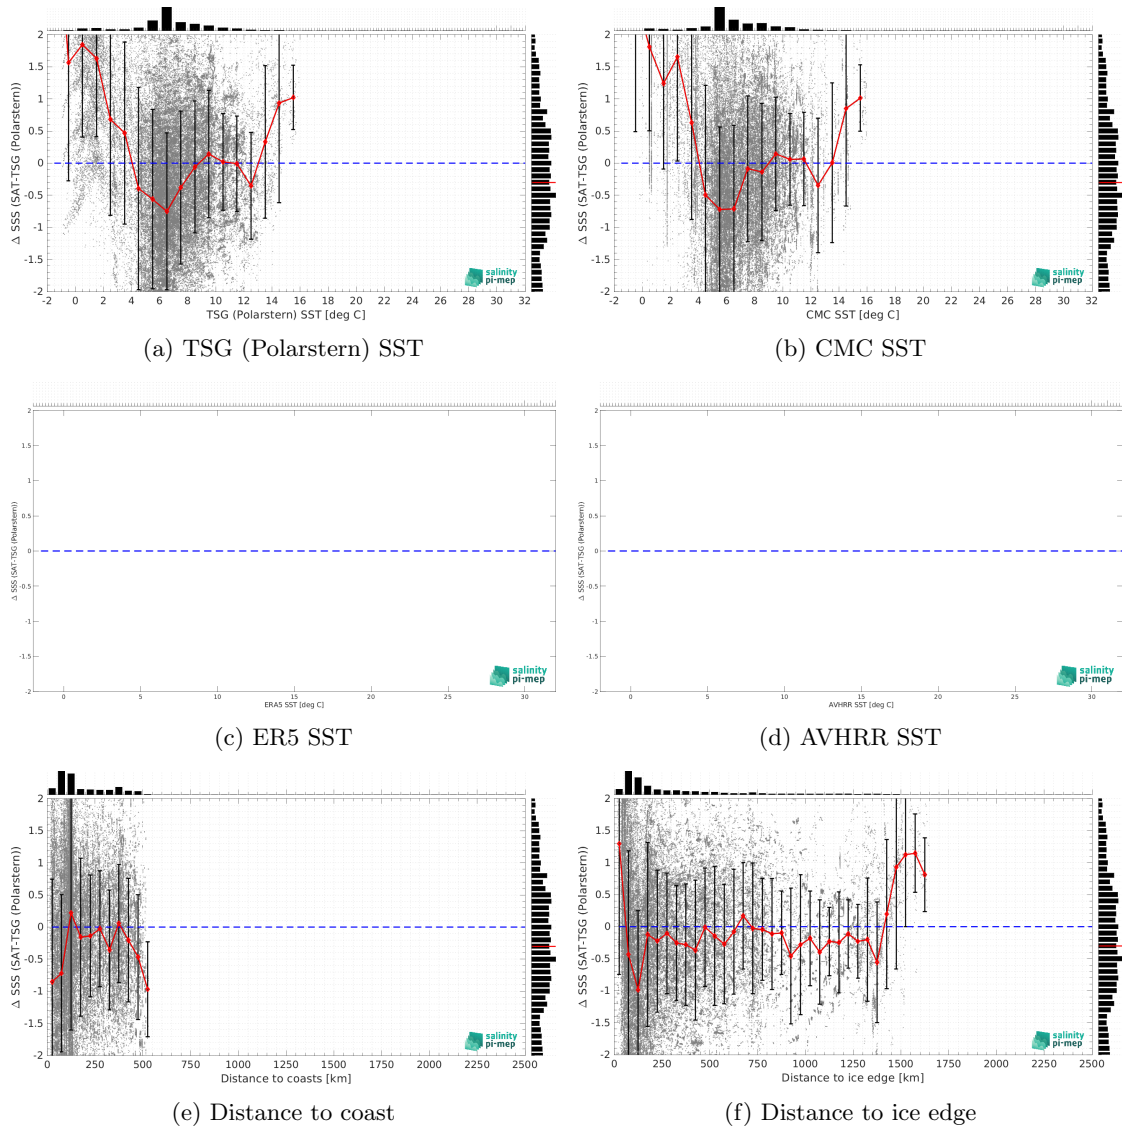 2
1.5
1
0.5
0
-0.5
-1
-1.5
-2
Δ SSS (SAT-TSG (Polarstern))
salinity
pi-mep
-2 0 2 4 6 8 10 12 14 16 18 20 22 24 26 28 30 32
TSG (Polarstern) SST [deg C]
(a) TSG (Polarstern) SST
2
1.5
1
0.5
0
-0.5
-1
-1.5
-2
Δ SSS (SAT-TSG (Polarstern))
salinity
pi-mep
-2 0 2 4 6 8 10 12 14 16 18 20 22 24 26 28 30 32
CMC SST [deg C]
(b) CMC SST
2
1.5
1
0.5
0
-0.5
-1
-1.5
-2
Δ SSS (SAT-TSG (Polarstern))
salinity
pi-mep
0 5 10 15 20 25 30
ERA5 SST [deg C]
(c) ER5 SST
2
1.5
1
0.5
0
-0.5
-1
-1.5
-2
Δ SSS (SAT-TSG (Polarstern))
salinity
pi-mep
0 5 10 15 20 25 30
AVHRR SST [deg C]
(d) AVHRR SST
2
1.5
1
0.5
0
-0.5
-1
-1.5
-2
Δ SSS (SAT-TSG (Polarstern))
salinity
pi-mep
0 250 500 750 1000 1250 1500 1750 2000 2250 2500
Distance to coasts [km]
(e) Distance to coast
2
1.5
1
0.5
0
-0.5
-1
-1.5
-2
Δ SSS (SAT-TSG (Polarstern))
salinity
pi-mep
0 250 500 750 1000 1250 1500 1750 2000 2250 2500
Distance to ice edge [km]
(f) Distance to ice edge